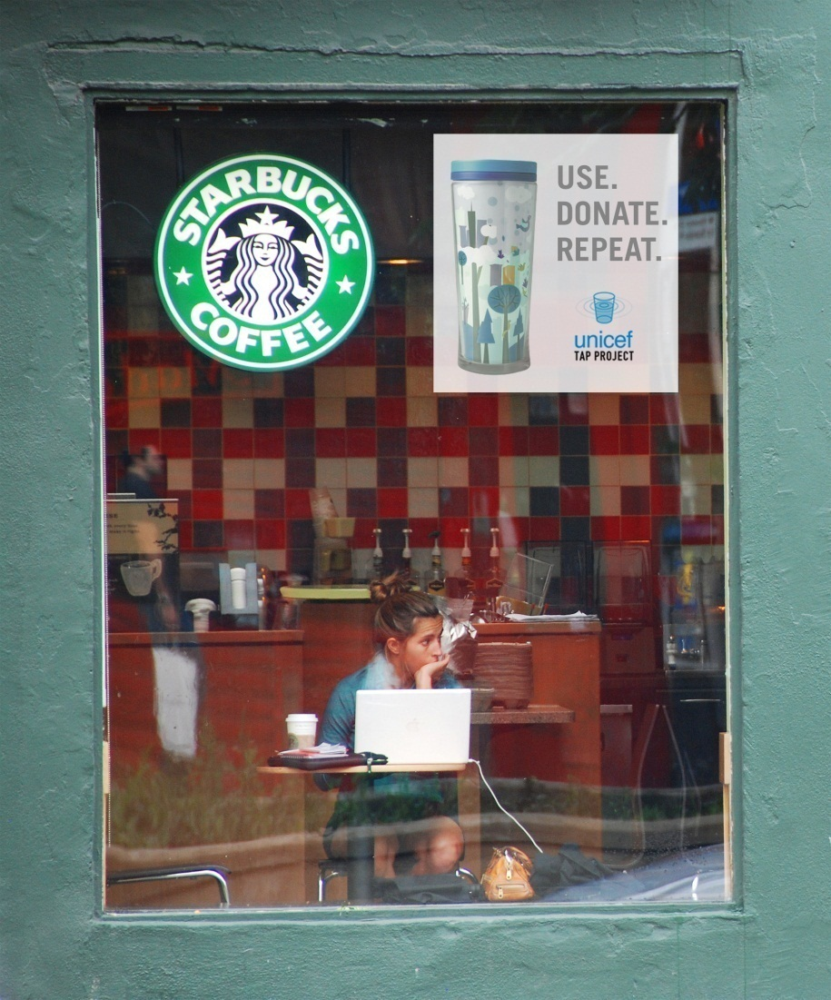 STARBUCKS
COFFEE
USE.
DONATE.
REPEAT.
unicef
TAP PROJECT